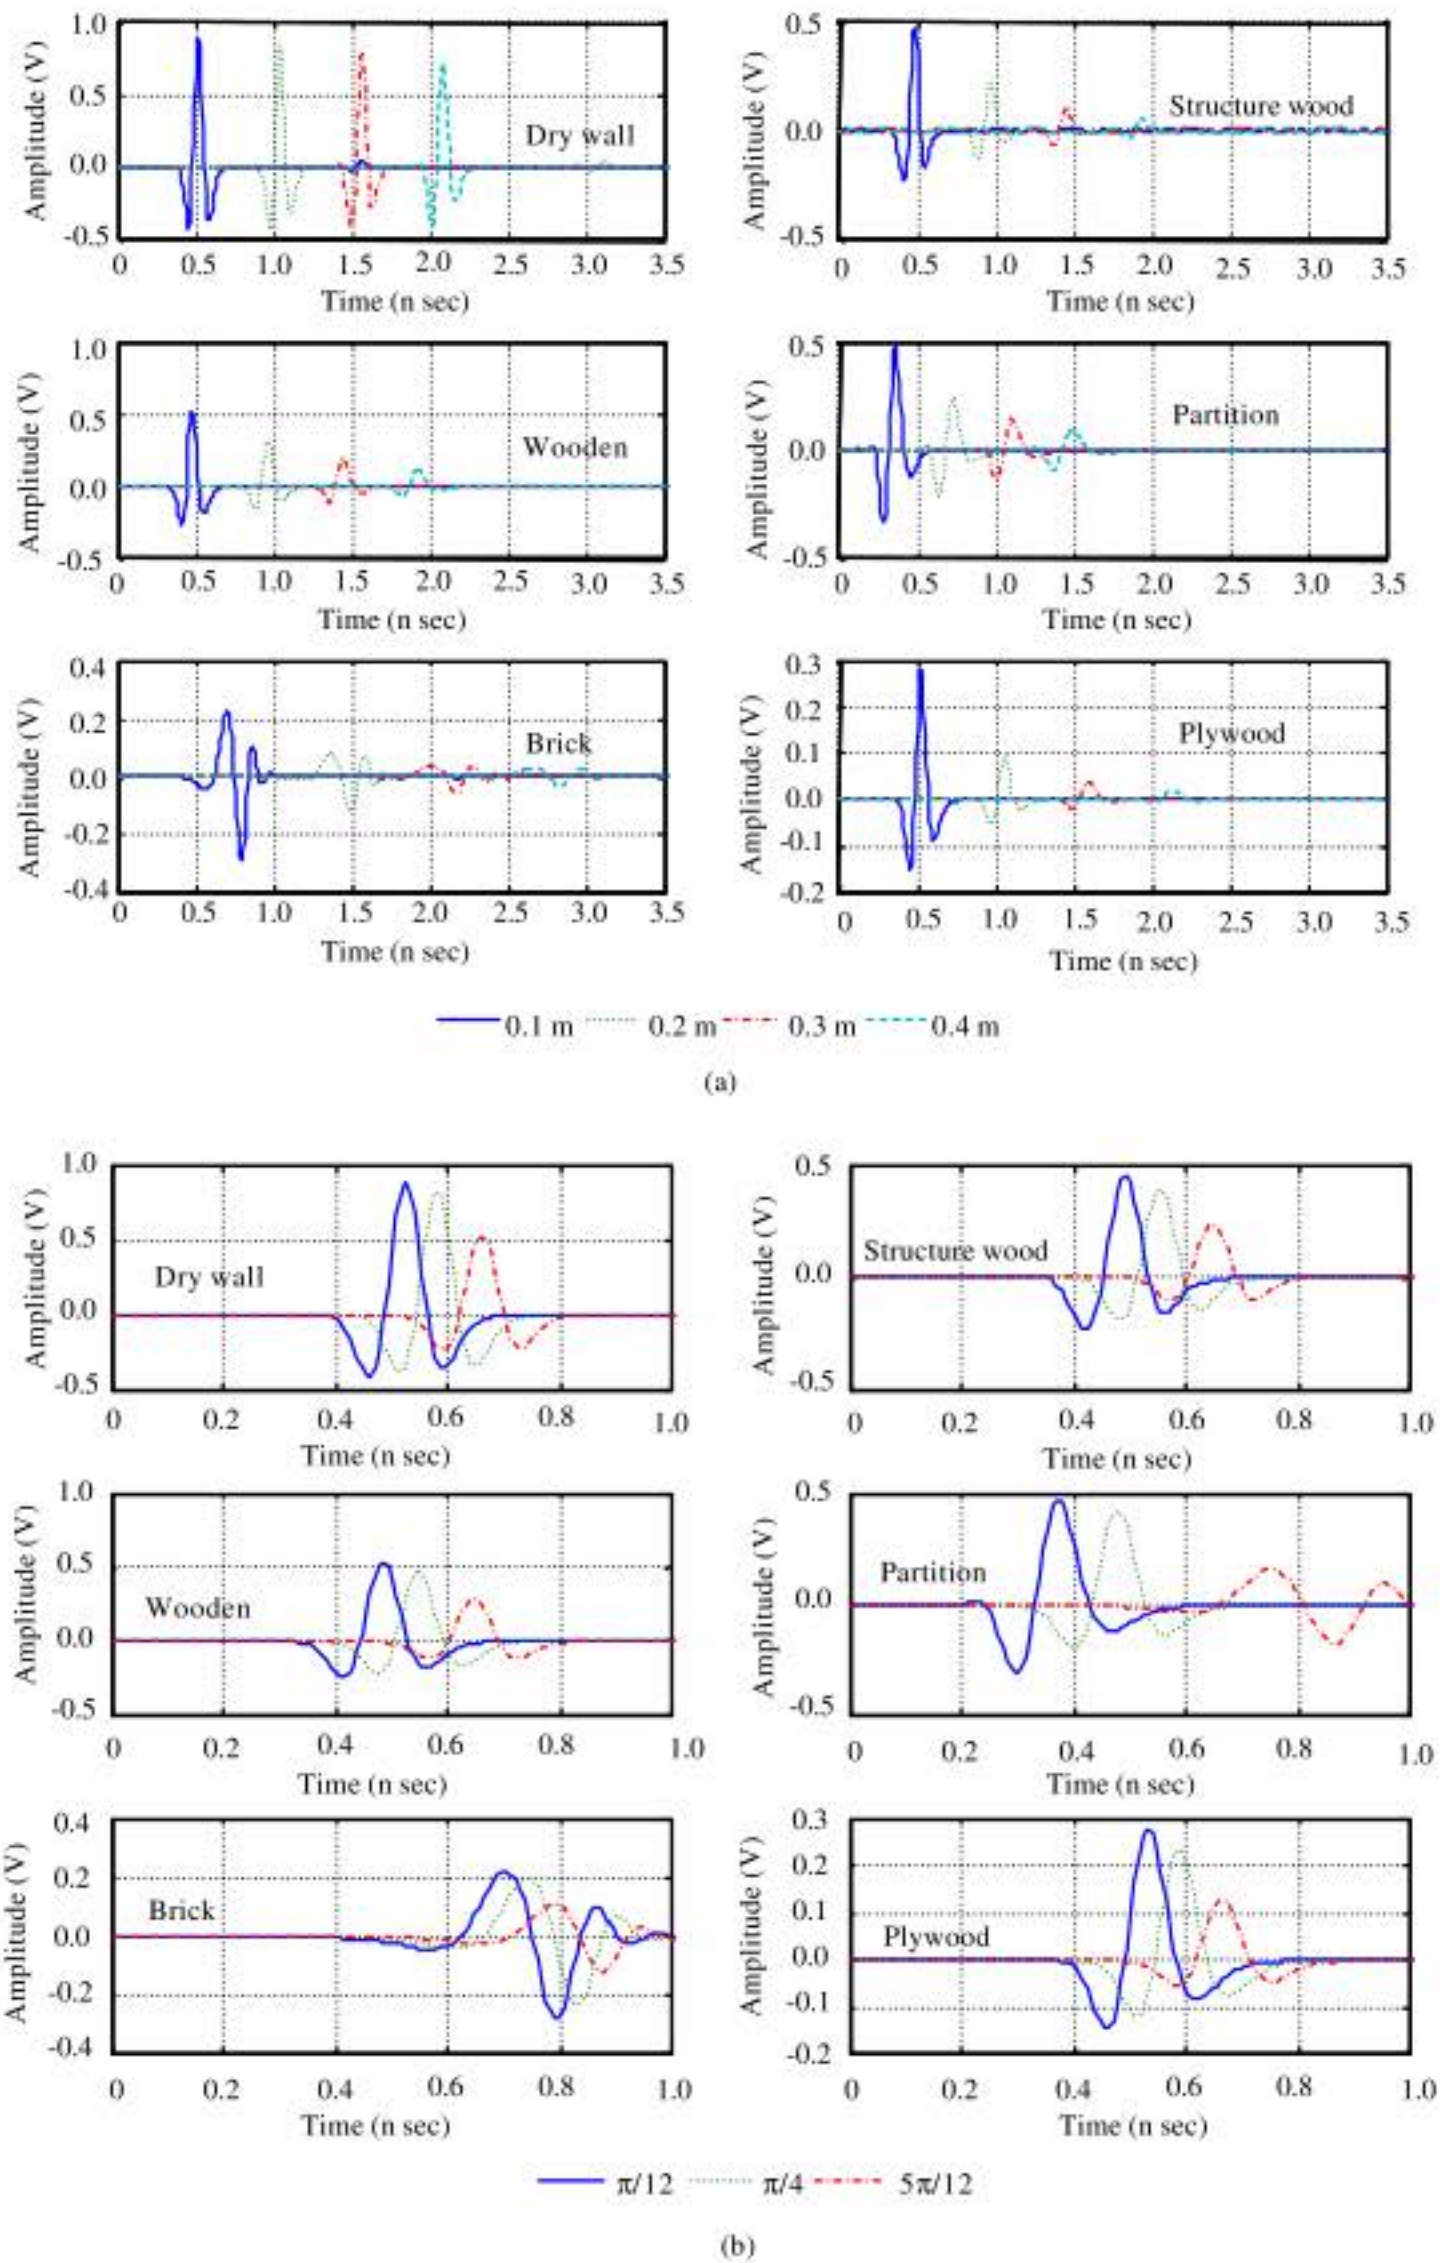 1.0
0.5
0.0
-0.5
Amplitude (V)
Dry wall
0 0.5 1.0 1.5 2.0 2.5 3.0 3.5
Time (n sec)
0.5
0.0
-0.5
Amplitude (V)
Structure wood
0 0.5 1.0 1.5 2.0 2.5 3.0 3.5
Time (n sec)
1.0
0.5
0.0
-0.5
Amplitude (V)
Wooden
0 0.5 1.0 1.5 2.0 2.5 3.0 3.5
Time (n sec)
0.5
0.0
-0.5
Amplitude (V)
Partition
0 0.5 1.0 1.5 2.0 2.5 3.0 3.5
Time (n sec)
0.4
0.2
0.0
-0.2
-0.4
Amplitude (V)
Brick
0 0.5 1.0 1.5 2.0 2.5 3.0 3.5
Time (n sec)
0.3
0.2
0.1
0.0
-0.1
-0.2
Amplitude (V)
Plywood
0 0.5 1.0 1.5 2.0 2.5 3.0 3.5
Time (n sec)
0.1 m 0.2 m 0.3 m 0.4 m
(a)
1.0
0.5
0.0
-0.5
Amplitude (V)
Dry wall
0 0.2 0.4 0.6 0.8 1.0
Time (n sec)
0.5
0.0
-0.5
Amplitude (V)
Structure wood
0 0.2 0.4 0.6 0.8 1.0
Time (n sec)
1.0
0.5
0.0
-0.5
Amplitude (V)
Wooden
0 0.2 0.4 0.6 0.8 1.0
Time (n sec)
0.5
0.0
-0.5
Amplitude (V)
Partition
0 0.2 0.4 0.6 0.8 1.0
Time (n sec)
0.4
0.2
0.0
-0.2
-0.4
Amplitude (V)
Brick
0 0.2 0.4 0.6 0.8 1.0
Time (n sec)
0.3
0.2
0.1
0.0
-0.1
-0.2
Amplitude (V)
Plywood
0 0.2 0.4 0.6 0.8 1.0
Time (n sec)
π/12 π/4 5π/12
(b)